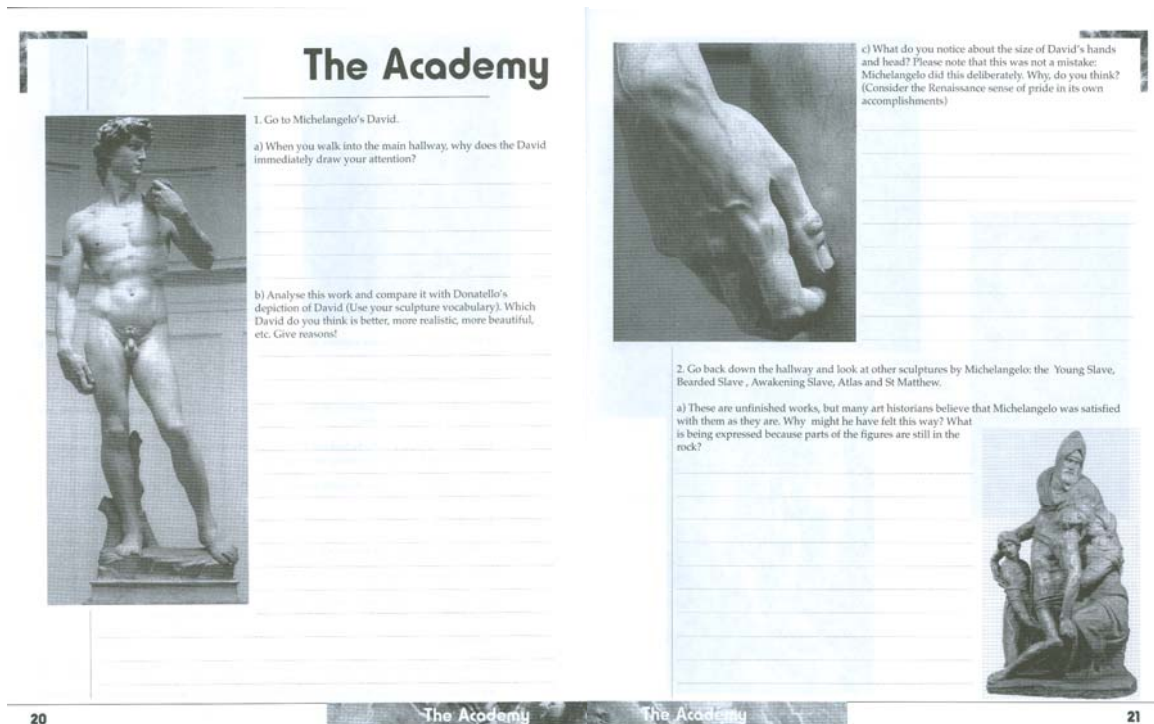 The Academy
1. Go to Michelangelo's David.
a) When you walk into the main hallway, why does the David
immediately draw your attention?
b) Analyse this work and compare it with Donatello's
depiction of David (Use your sculpture vocabulary). Which
David do you think is better, more realistic, more beautiful,
etc. Give reasons!
20
The Academy
c) What do you notice about the size of David's hands
and head? Please note that this was not a mistake:
Michelangelo did this deliberately. Why, do you think?
(Consider the Renaissance sense of pride in its own
accomplishments)
2. Go back down the hallway and look at other sculptures by Michelangelo: the Young Slave,
Bearded Slave , Awakening Slave, Atlas and St Matthew.
a) These are unfinished works, but many art historians believe that Michelangelo was satisfied
with them as they are. Why might he have felt this way? What
is being expressed because parts of the figures are still in the
rock?
The Academy
21